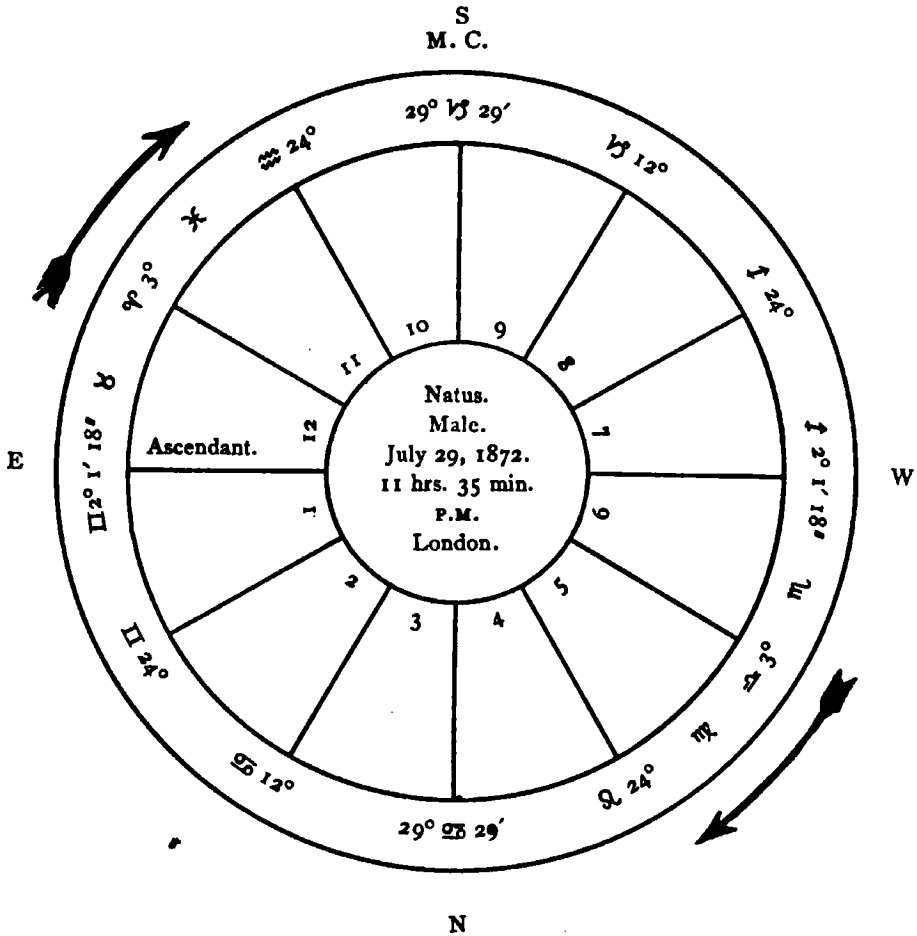 S
M. C.
29° ♑ 29′
♒ 24°
♑ 12°
♓
♈ 3°
♐ 24°
♉
10
9
11
8
12
7
Natus.
Male.
July 29, 1872.
11 hrs. 35 min.
P.M.
London.
Ascendant.
E
W
♊ 2° 1′ 18″
♐ 2° 1′ 18″
1
6
2
5
3
4
♏
♊ 24°
♎ 3°
♍
♋ 12°
♌ 24°
29° ♋ 29′
N